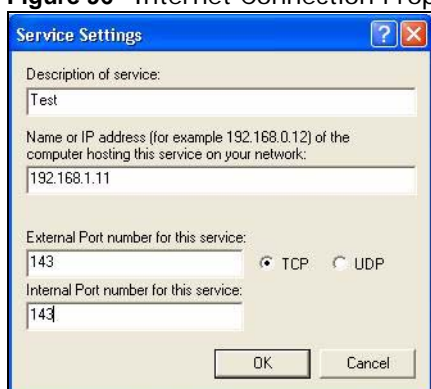 Internet Connection Prop
Service Settings
Description of service:
Test
Name or IP address (for example 192.168.0.12) of the
computer hosting this service on your network:
192.168.1.11
External Port number for this service:
143
TCP
UDP
Internal Port number for this service:
143
OK
Cancel